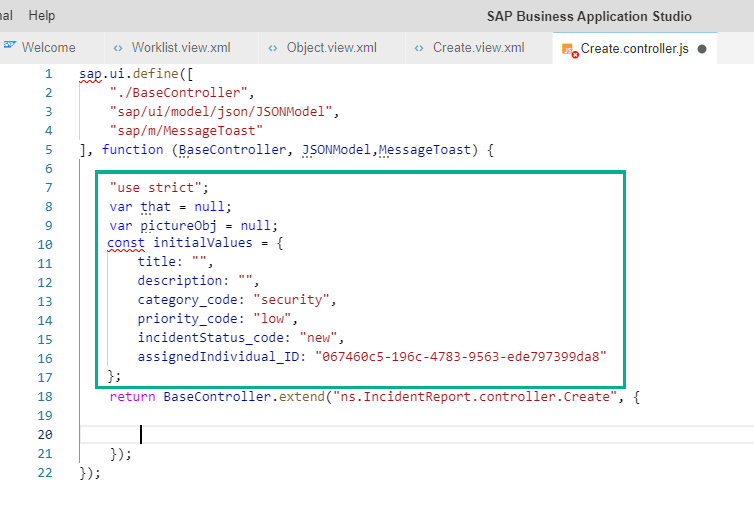 nal Help SAP Business Application Studio
Welcome Worklist.view.xml Object.view.xml Create.view.xml Create.controller.js
1 sap.ui.define([
2 "./BaseController",
3 "sap/ui/model/json/JSONModel",
4 "sap/m/MessageToast"
5 ], function (BaseController, JSONModel,MessageToast) {
6
7 "use strict";
8 var that = null;
9 var pictureObj = null;
10 const initialValues = {
11 title: "",
12 description: "",
13 category_code: "security",
14 priority_code: "low",
15 incidentStatus_code: "new",
16 assignedIndividual_ID: "067460c5-196c-4783-9563-ede797399da8"
17 };
18 return BaseController.extend("ns.IncidentReport.controller.Create", {
19
20
21 });
22 });